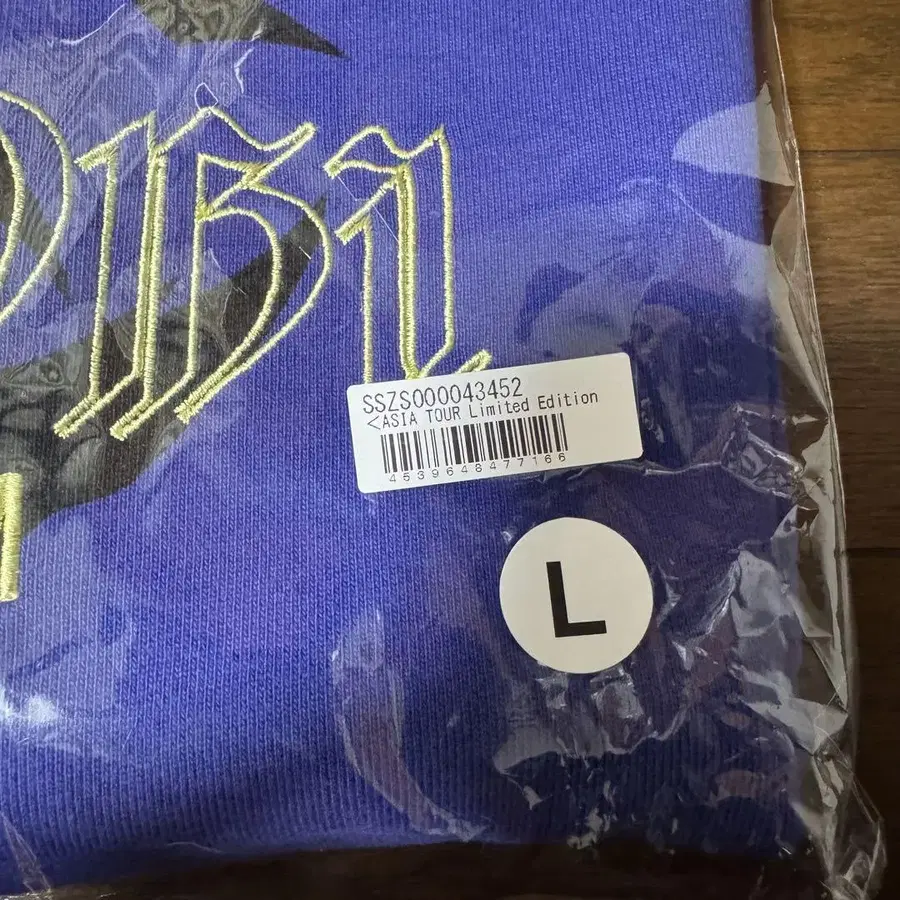 SSZS000043452
<ASIA TOUR Limited Edition
4539648477166
L